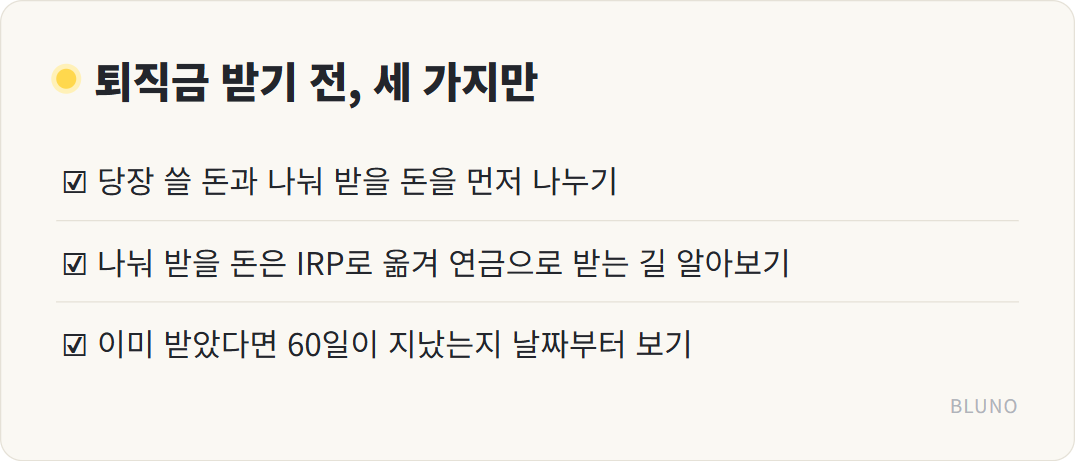 퇴직금 받기 전, 세 가지만
☑ 당장 쓸 돈과 나눠 받을 돈을 먼저 나누기
☑ 나눠 받을 돈은 IRP로 옮겨 연금으로 받는 길 알아보기
☑ 이미 받았다면 60일이 지났는지 날짜부터 보기
BLUNO